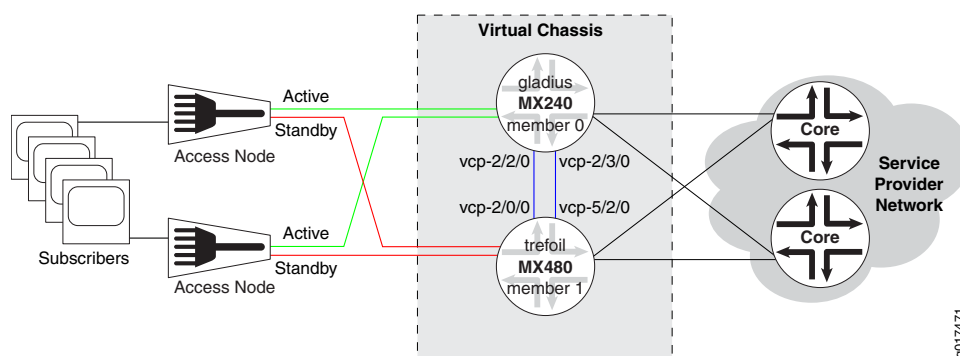 Virtual Chassis
gladius
MX240
member 0
Active
Standby
Access Node
vcp-2/2/0
vcp-2/3/0
vcp-2/0/0
vcp-5/2/0
Core
Service
Provider
Network
Core
Subscribers
Active
Standby
Access Node
trefoil
MX480
member 1
g017471